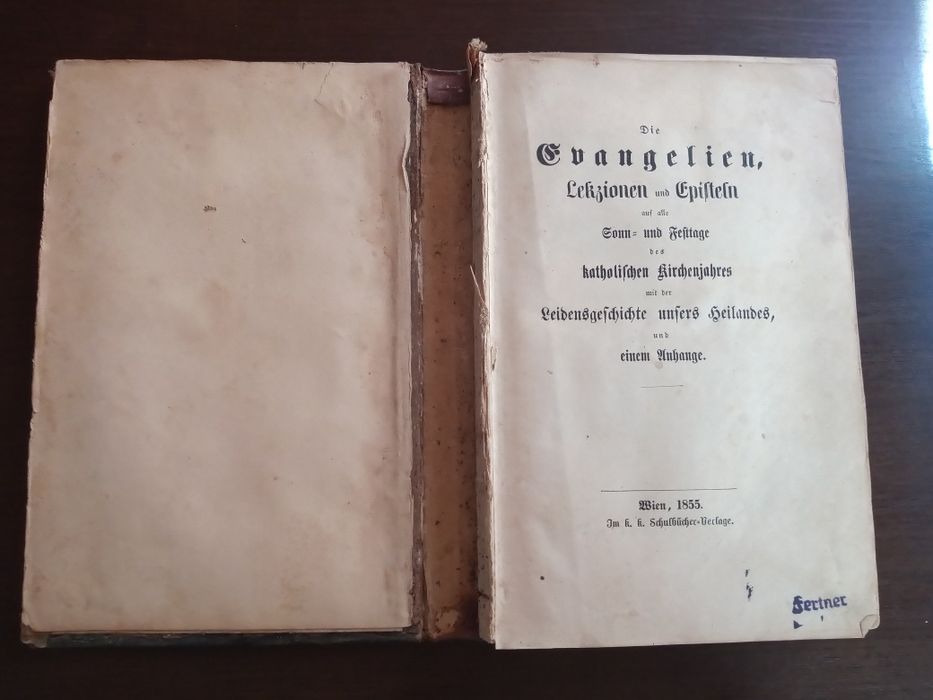 Die
Evangelien,
Lekzionen und Episteln
auf alle
Sonn- und Festtage
des
katholischen Kirchenjahres
mit der
Leidensgeschichte unsers Heilandes,
und
einem Anhange.
Wien, 1855.
Im k. k. Schulbücher-Verlage.
Fertner